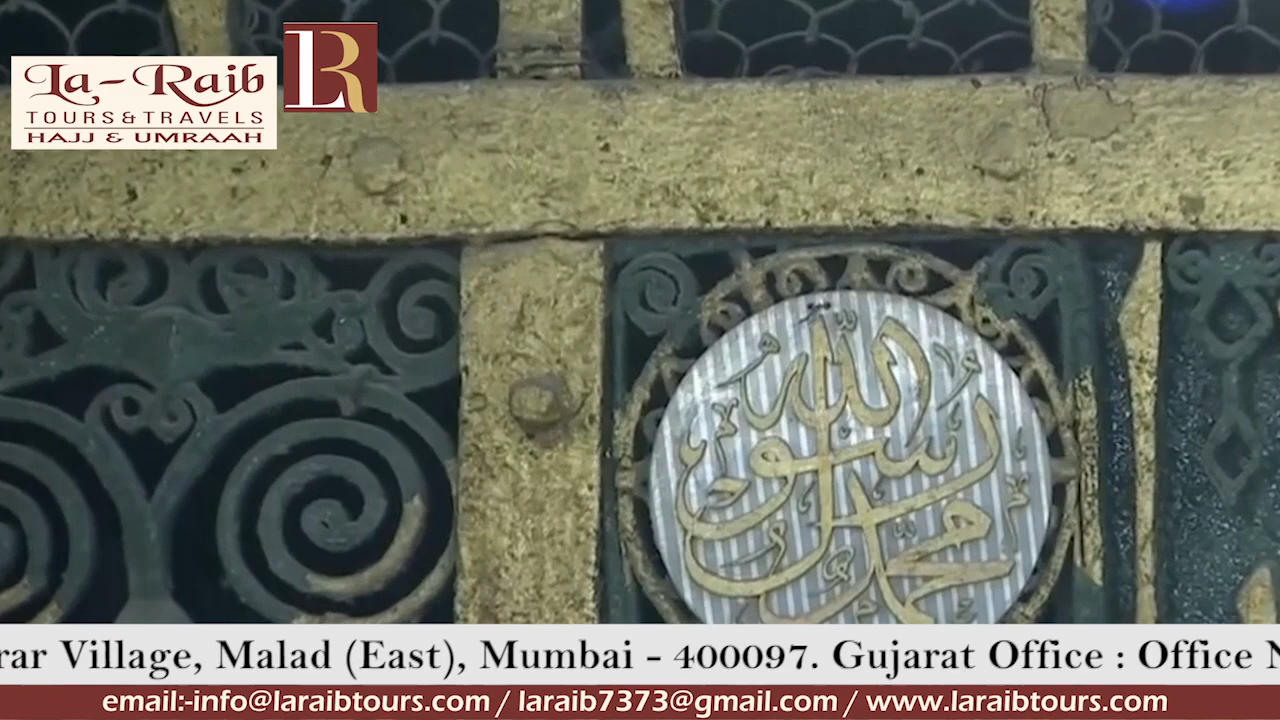 La-Raib
TOURS & TRAVELS
HAJJ & UMRAAH
LR
محمد رسول الله
rar Village, Malad (East), Mumbai - 400097. Gujarat Office : Office N
email:-info@laraibtours.com / laraib7373@gmail.com / www.laraibtours.com